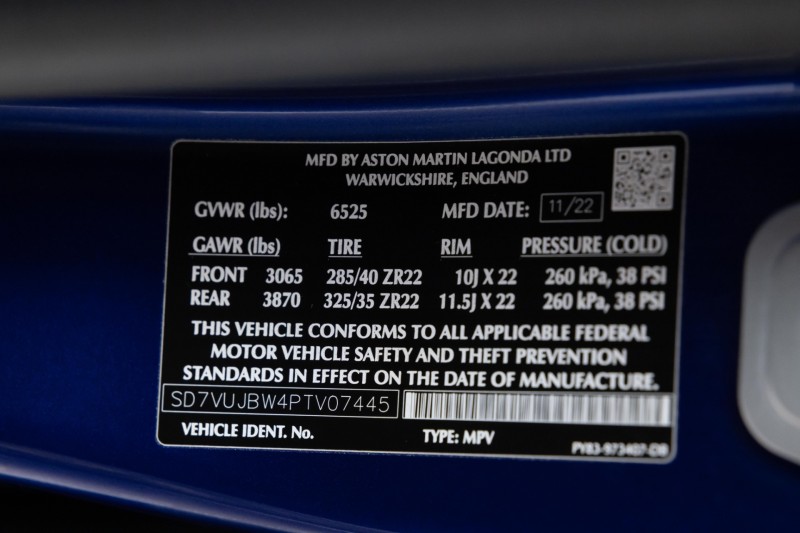 MFD BY ASTON MARTIN LAGONDA LTD
WARWICKSHIRE, ENGLAND
GVWR (lbs): 6525 MFD DATE: 11/22
GAWR (lbs) TIRE RIM PRESSURE (COLD)
FRONT 3065 285/40 ZR22 10J X 22 260 kPa, 38 PSI
REAR 3870 325/35 ZR22 11.5J X 22 260 kPa, 38 PSI
THIS VEHICLE CONFORMS TO ALL APPLICABLE FEDERAL
MOTOR VEHICLE SAFETY AND THEFT PREVENTION
STANDARDS IN EFFECT ON THE DATE OF MANUFACTURE.
SD7VUJBW4PTV07445
VEHICLE IDENT. No. TYPE: MPV